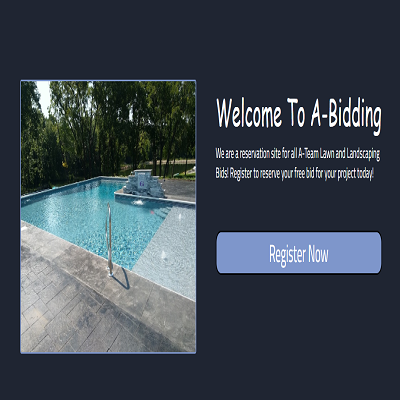 Welcome To A-Bidding
We are a reservation site for all A-Team Lawn and Landscaping
Bids! Register to reserve your free bid for your project today!
Register Now